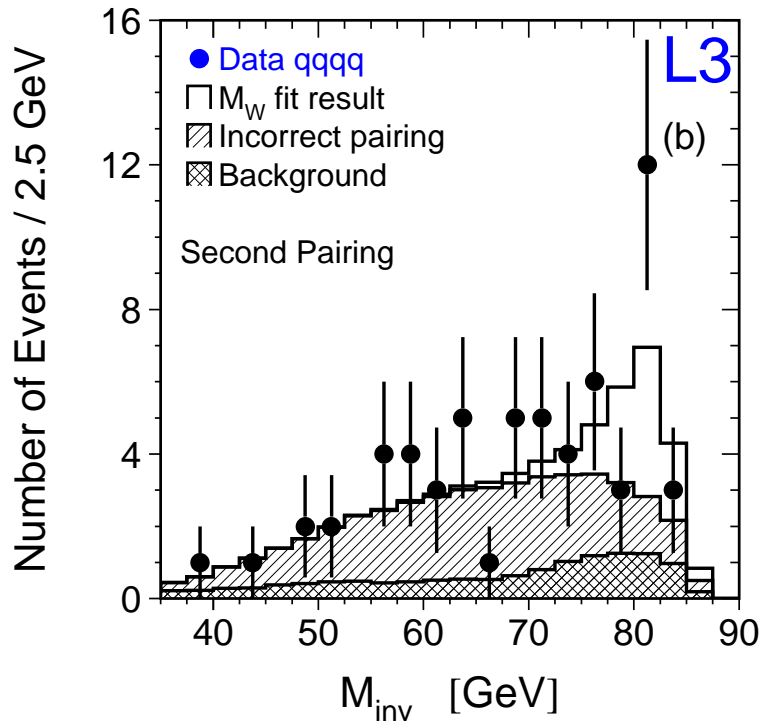 16
12
8
4
0
Number of Events / 2.5 GeV
Data qqqq
M_W fit result
Incorrect pairing
Background
Second Pairing
L3
(b)
40 50 60 70 80 90
M_inv [GeV]